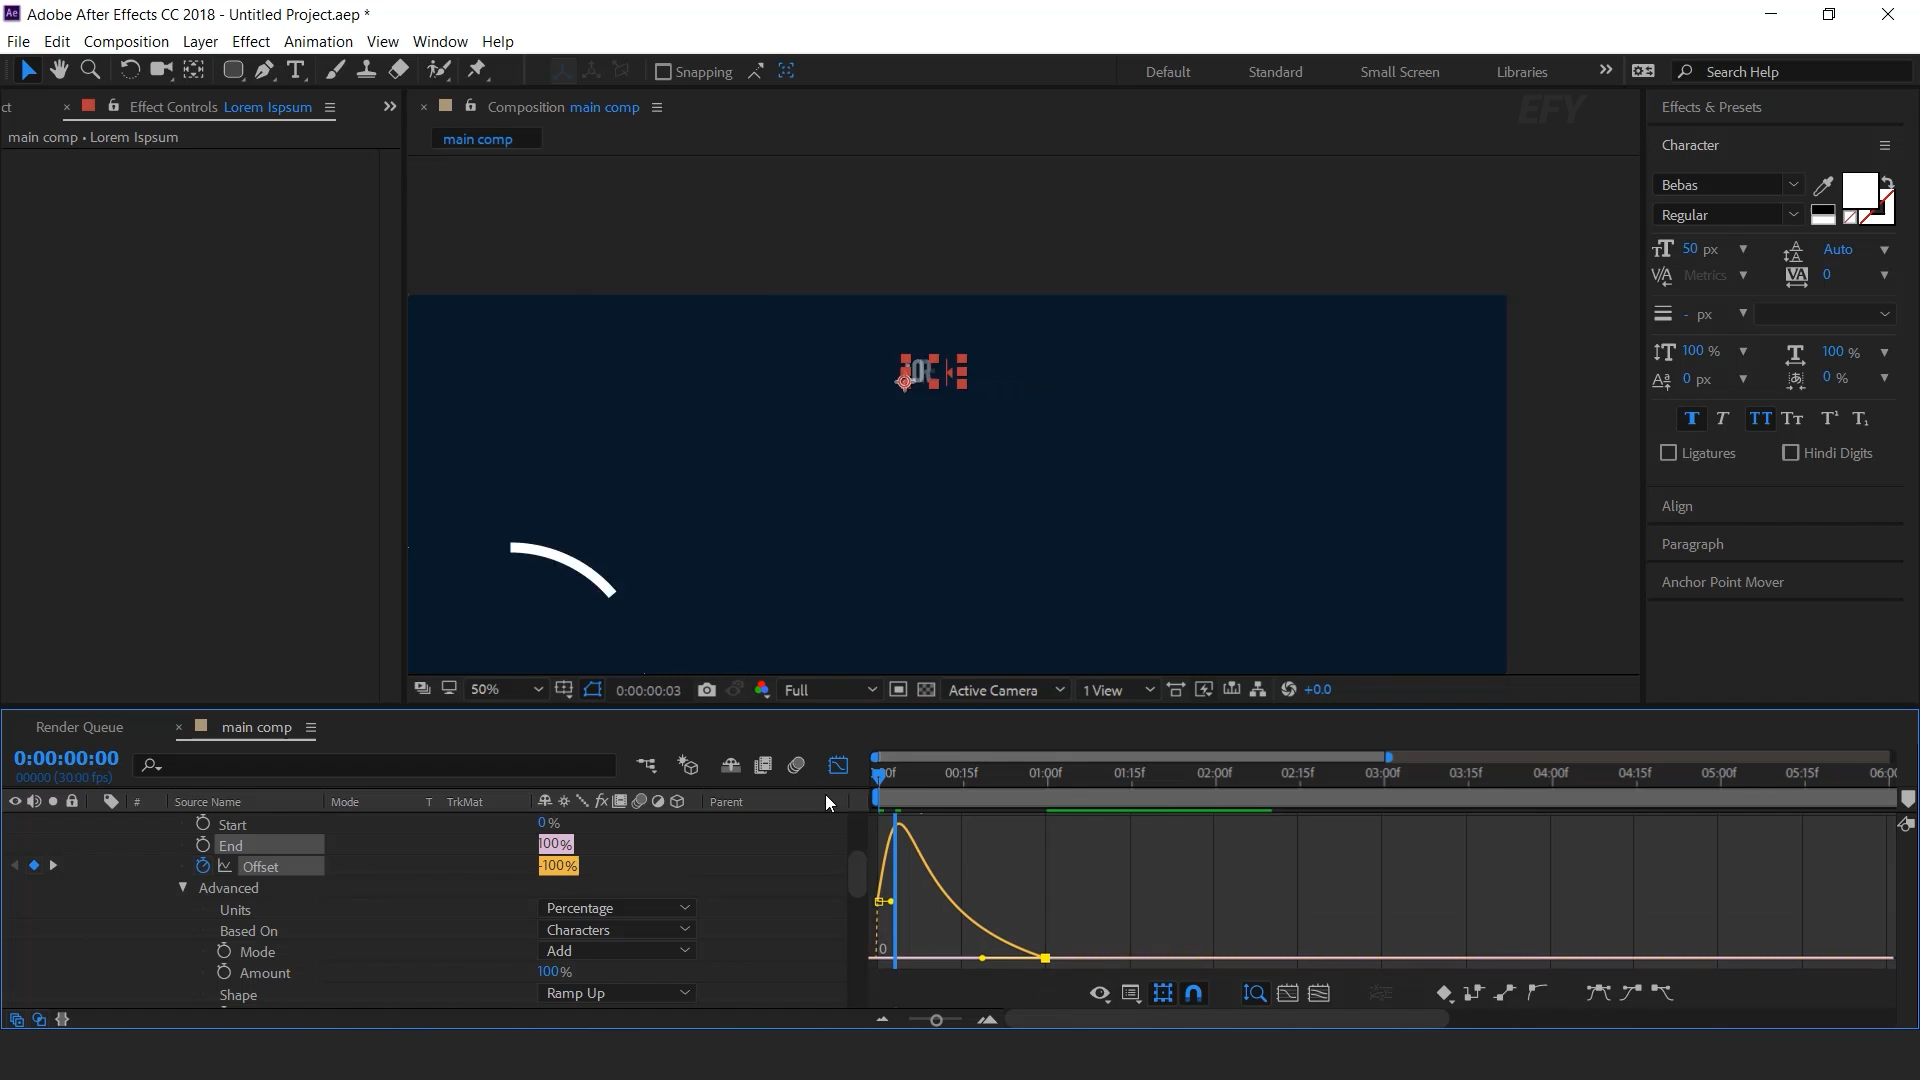 Adobe After Effects CC 2018 - Untitled Project.aep *
File Edit Composition Layer Effect Animation View Window Help
Snapping Default Standard Small Screen Libraries Search Help
ct × Effect Controls Lorem Ispsum × Composition main comp EFY Effects & Presets
main comp • Lorem Ispsum main comp
Character
Bebas
Regular
50 px Auto
Metrics 0
- px
100 % 100 %
0 px 0 %
Ligatures Hindi Digits
Align
Paragraph
Anchor Point Mover
50% 0:00:00:03 Full Active Camera 1 View +0.0
Render Queue × main comp
0:00:00:00
00000 (30.00 fps)
01:00f 00:15f 01:15f 02:00f 02:15f 03:00f 03:15f 04:00f 04:15f 05:00f 05:15f
# Source Name Mode T TrkMat Parent
Start 0%
End 100%
Offset -100%
Advanced
Units Percentage
Based On Characters
Mode Add
Amount 100%
Shape Ramp Up
0